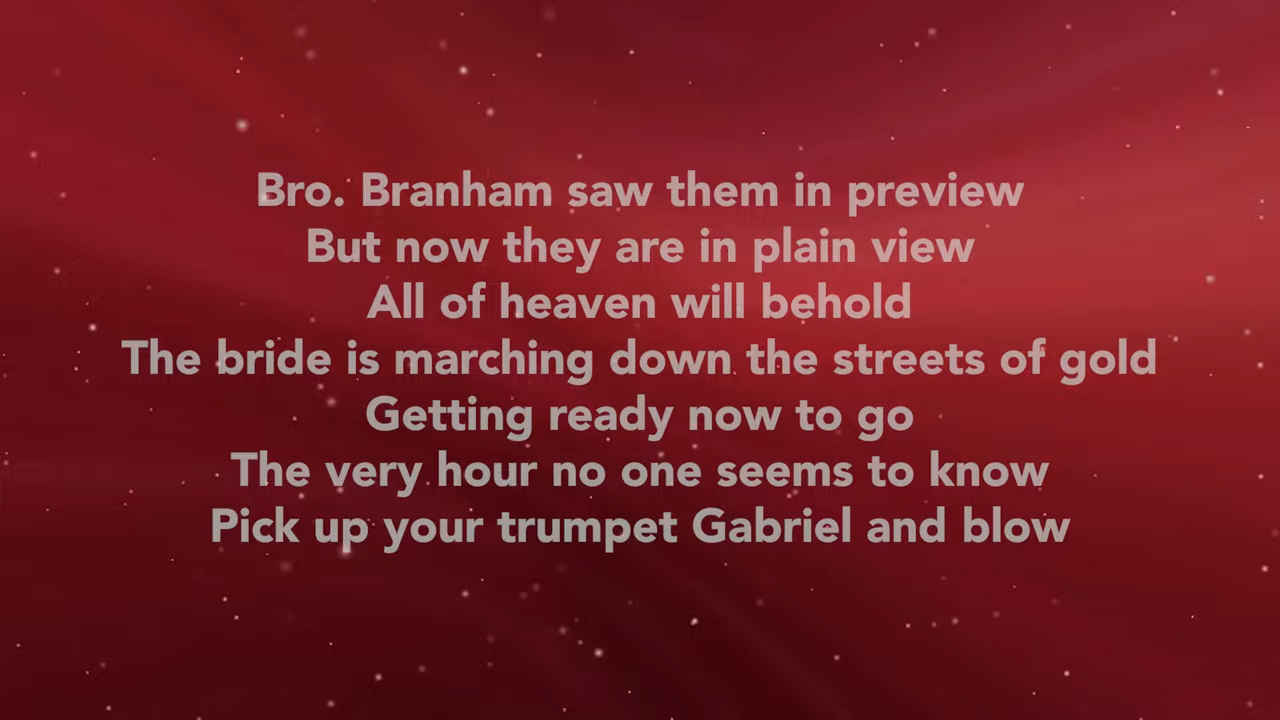 Bro. Branham saw them in preview
But now they are in plain view
All of heaven will behold
The bride is marching down the streets of gold
Getting ready now to go
The very hour no one seems to know
Pick up your trumpet Gabriel and blow